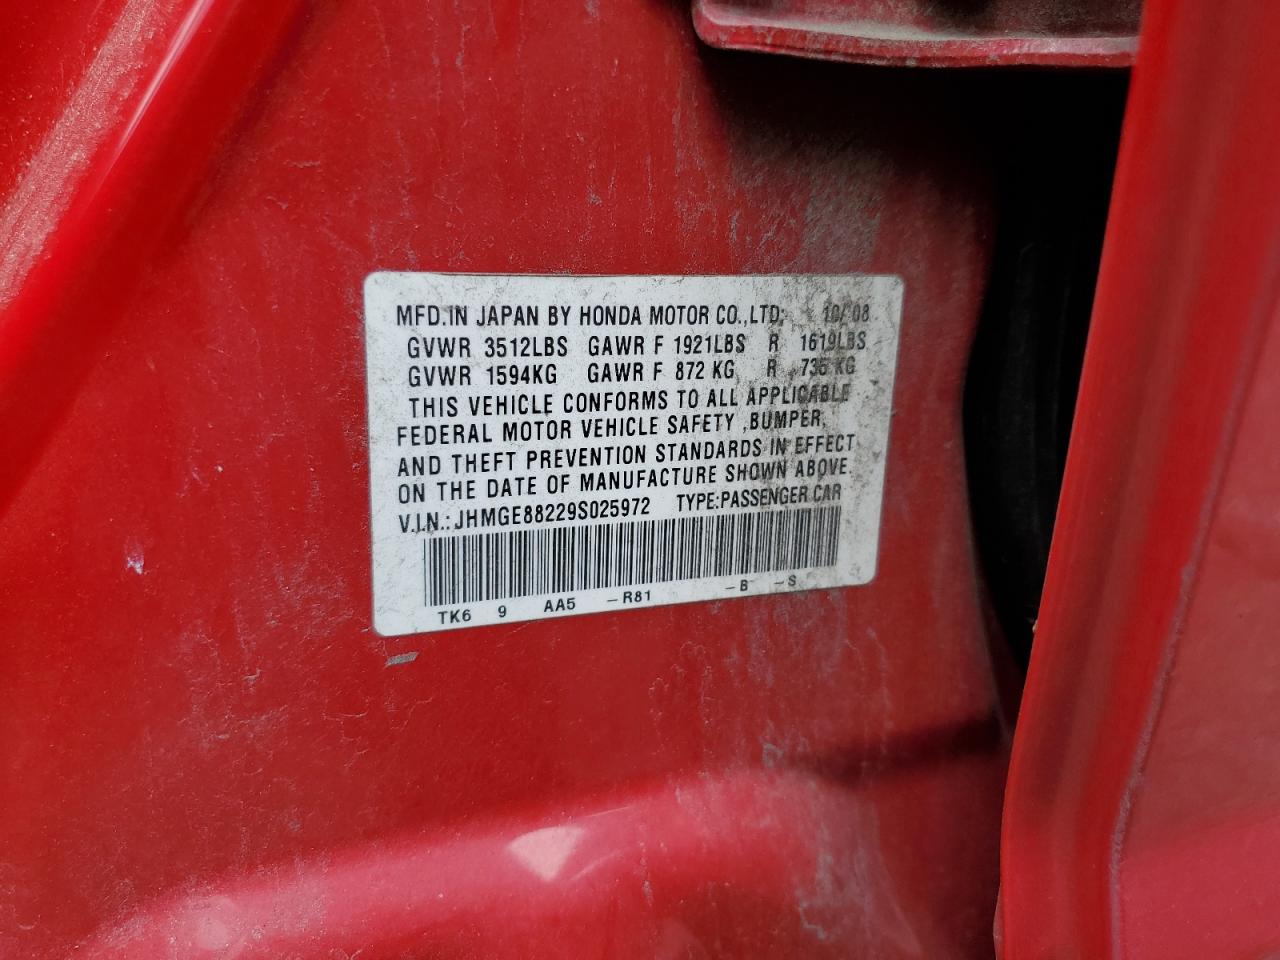 MFD.IN JAPAN BY HONDA MOTOR CO.,LTD. 10/08
GVWR 3512LBS GAWR F 1921LBS R 1619LBS
GVWR 1594KG GAWR F 872 KG R 735 KG
THIS VEHICLE CONFORMS TO ALL APPLICABLE
FEDERAL MOTOR VEHICLE SAFETY ,BUMPER,
AND THEFT PREVENTION STANDARDS IN EFFECT
ON THE DATE OF MANUFACTURE SHOWN ABOVE.
V.I.N.: JHMGE88229S025972 TYPE:PASSENGER CAR
TK6 9 AA5 -R81 -B -S